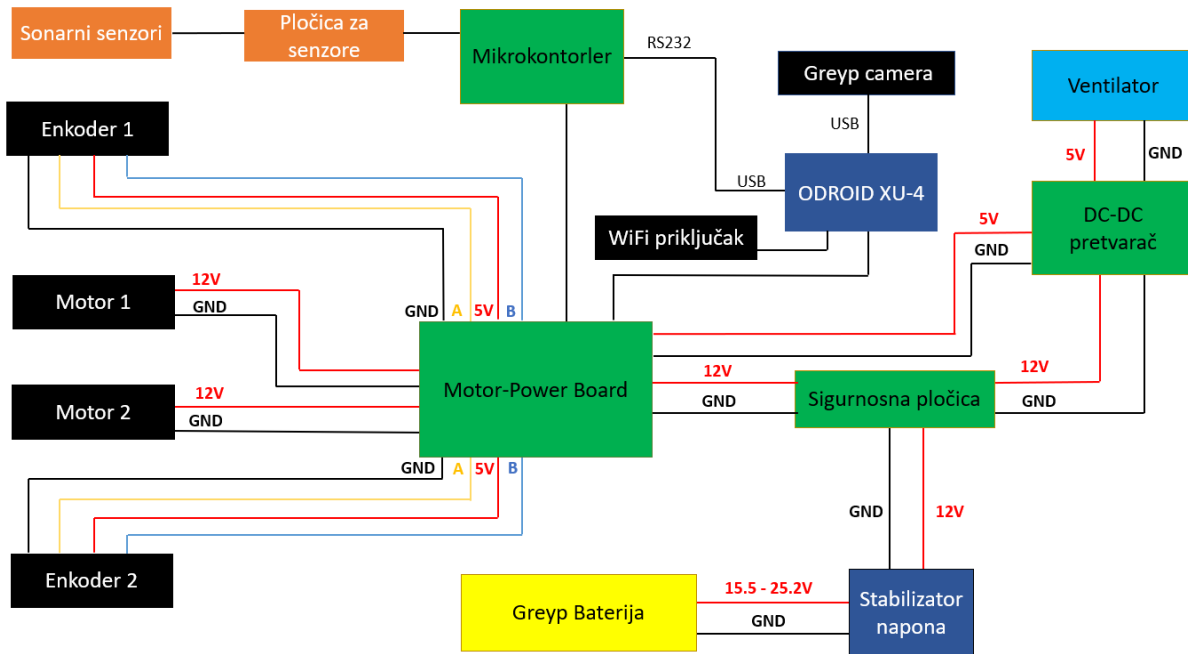 Sonarni senzori
Pločica za
senzore
Mikrokontorler
RS232
Greyp camera
Ventilator
Enkoder 1
USB
5V
GND
USB
ODROID XU-4
DC-DC
pretvarač
5V
GND
WiFi priključak
12V
GND
Motor 1
GND
A
5V
B
Motor-Power Board
12V
GND
Sigurnosna pločica
12V
GND
12V
GND
Motor 2
GND
A
5V
B
GND
12V
Enkoder 2
Greyp Baterija
15.5 - 25.2V
GND
Stabilizator
napona